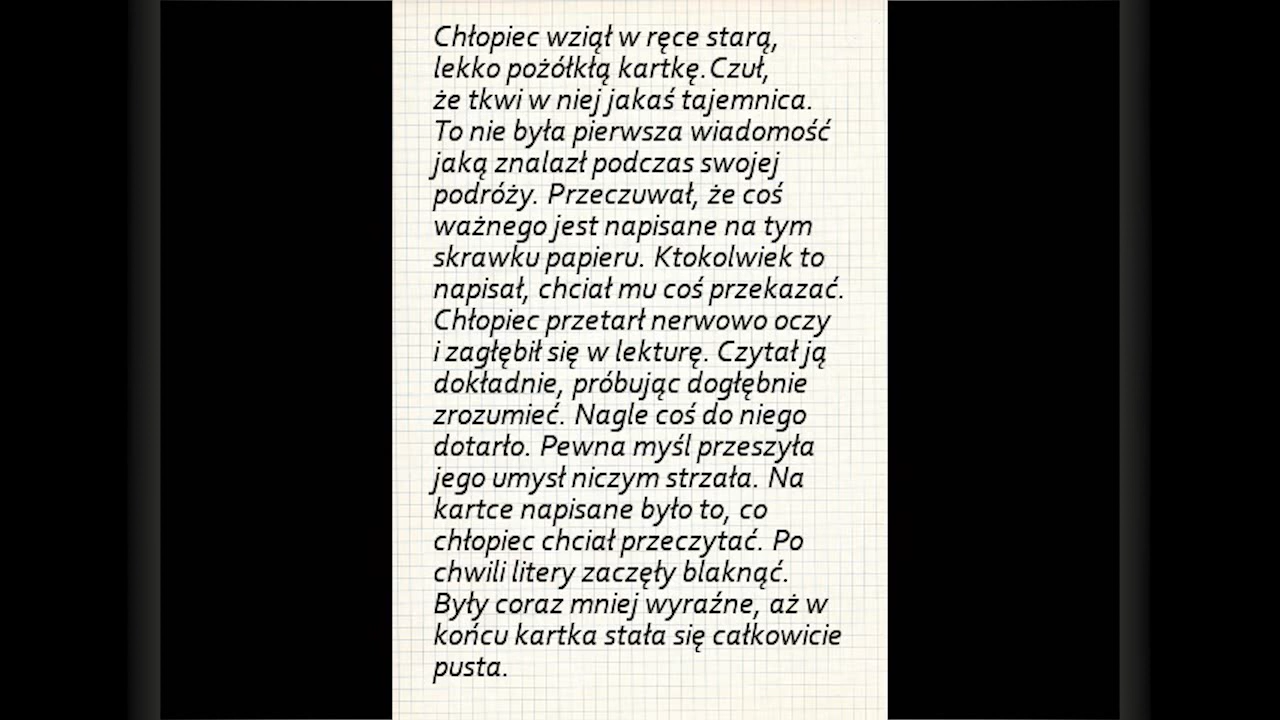 Chłopiec wziął w ręce starą,
lekko pożółkłą kartkę. Czuł,
że tkwi w niej jakaś tajemnica.
To nie była pierwsza wiadomość
jaką znalazł podczas swojej
podróży. Przeczuwał, że coś
ważnego jest napisane na tym
skrawku papieru. Ktokolwiek to
napisał, chciał mu coś przekazać.
Chłopiec przetarł nerwowo oczy
i zagłębił się w lekturę. Czytał ją
dokładnie, próbując dogłębnie
zrozumieć. Nagle coś do niego
dotarło. Pewna myśl przeszyła
jego umysł niczym strzała. Na
kartce napisane było to, co
chłopiec chciał przeczytać. Po
chwili litery zaczęły blaknąć.
Były coraz mniej wyraźne, aż w
końcu kartka stała się całkowicie
pusta.